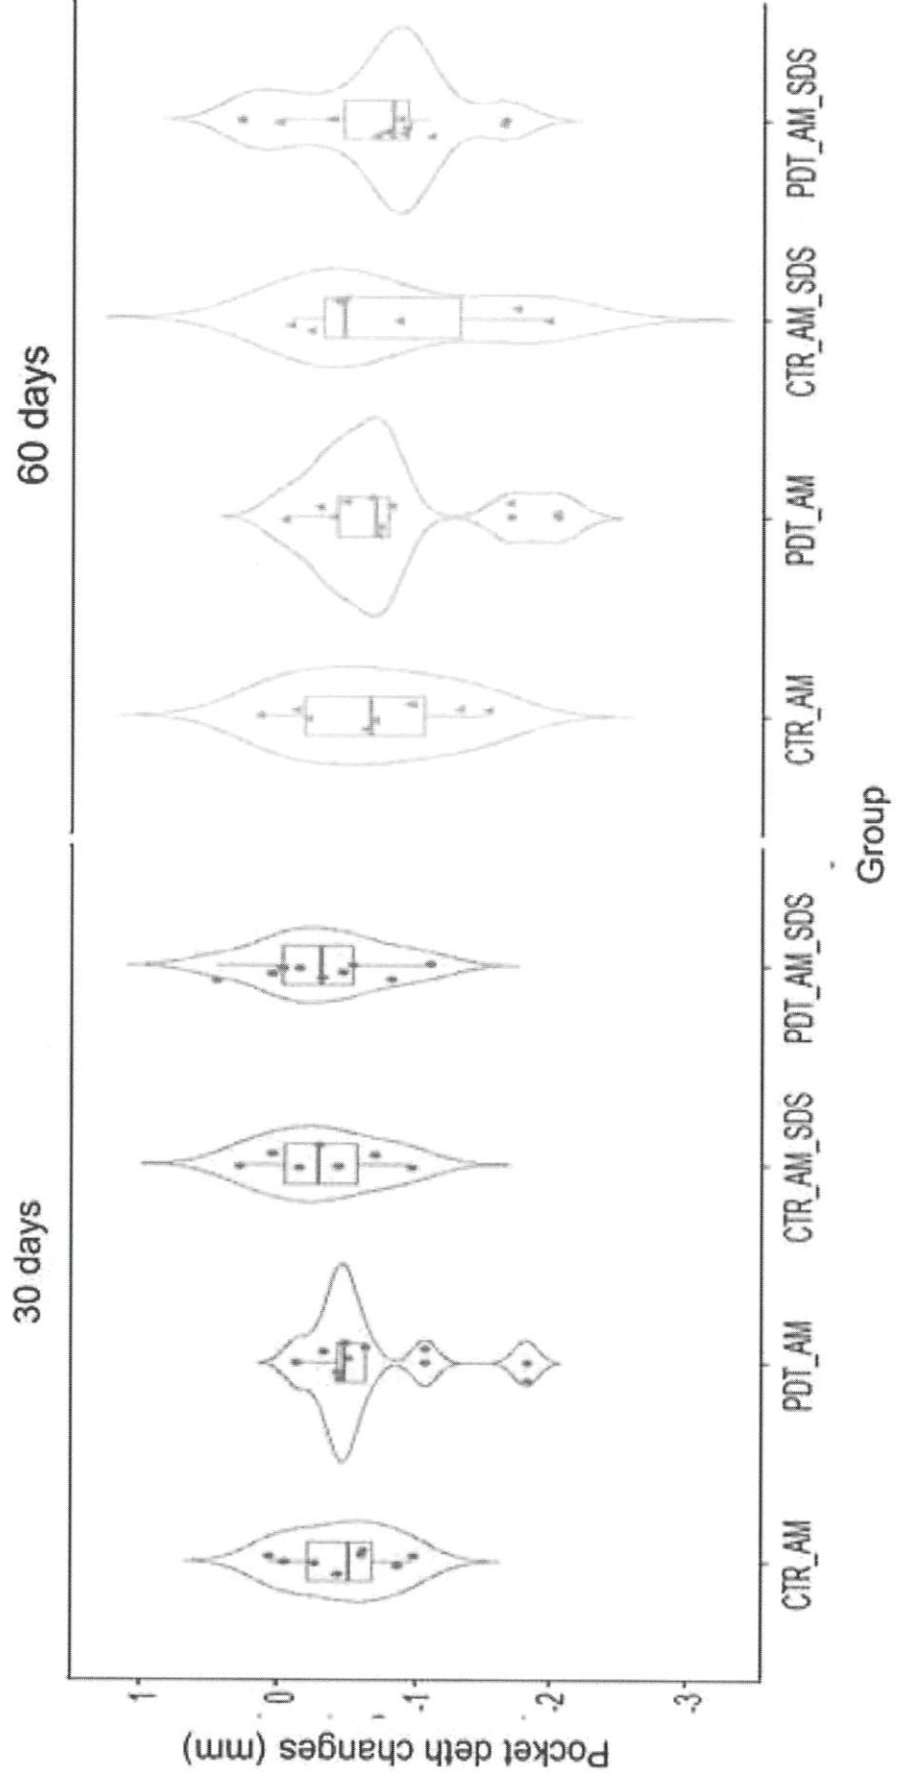 30 days
60 days
Pocket deth changes (mm)
1
0
-1
-2
-3
CTR_AM
PDT_AM
CTR_AM_SDS
PDT_AM_SDS
CTR_AM
PDT_AM
CTR_AM_SDS
PDT_AM_SDS
Group